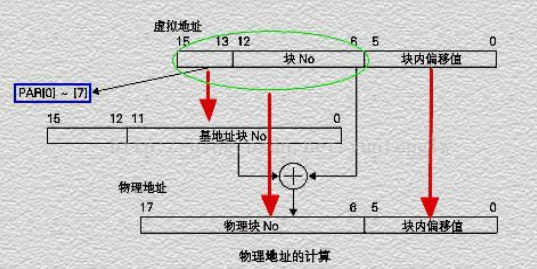 虚拟地址
15 13 12 6 5 0
块 No 块内偏移值
PAR[0] ~ [7]
15 12 11 0
基地址块 No
物理地址
17 6 5 0
物理块 No 块内偏移值
物理地址的计算